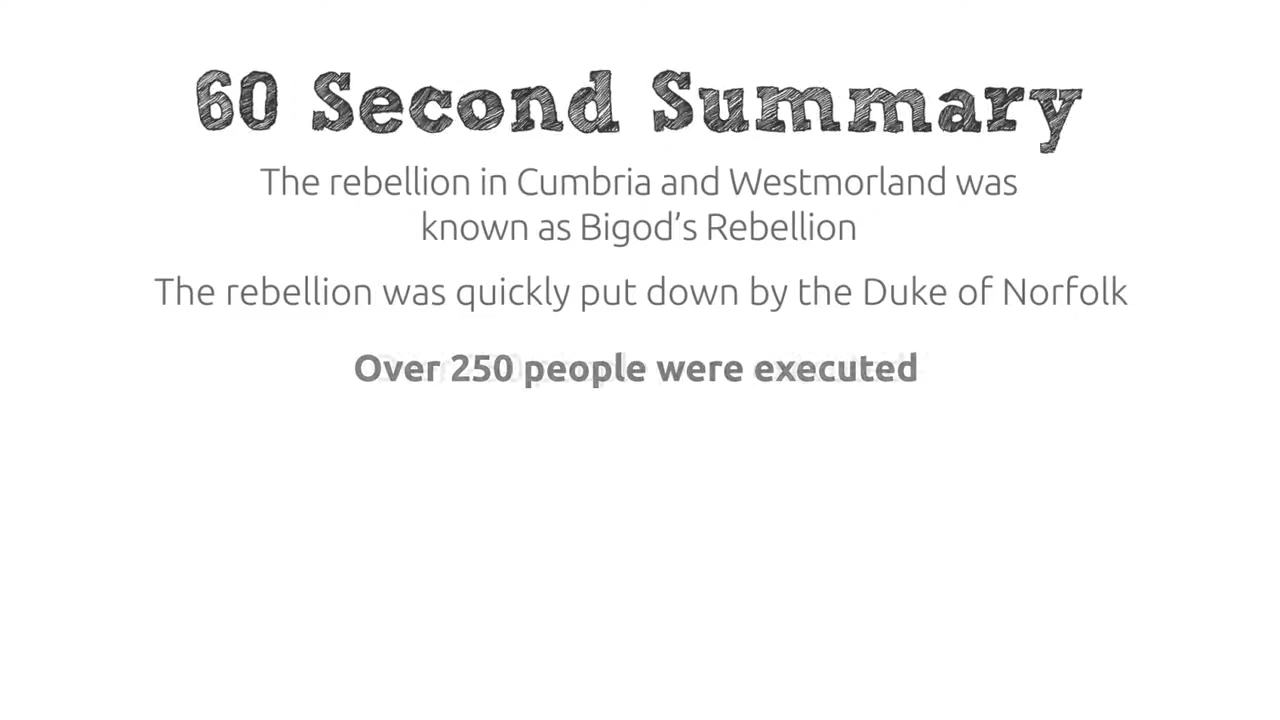 60 Second Summary
The rebellion in Cumbria and Westmorland was
known as Bigod’s Rebellion
The rebellion was quickly put down by the Duke of Norfolk
Over 250 people were executed